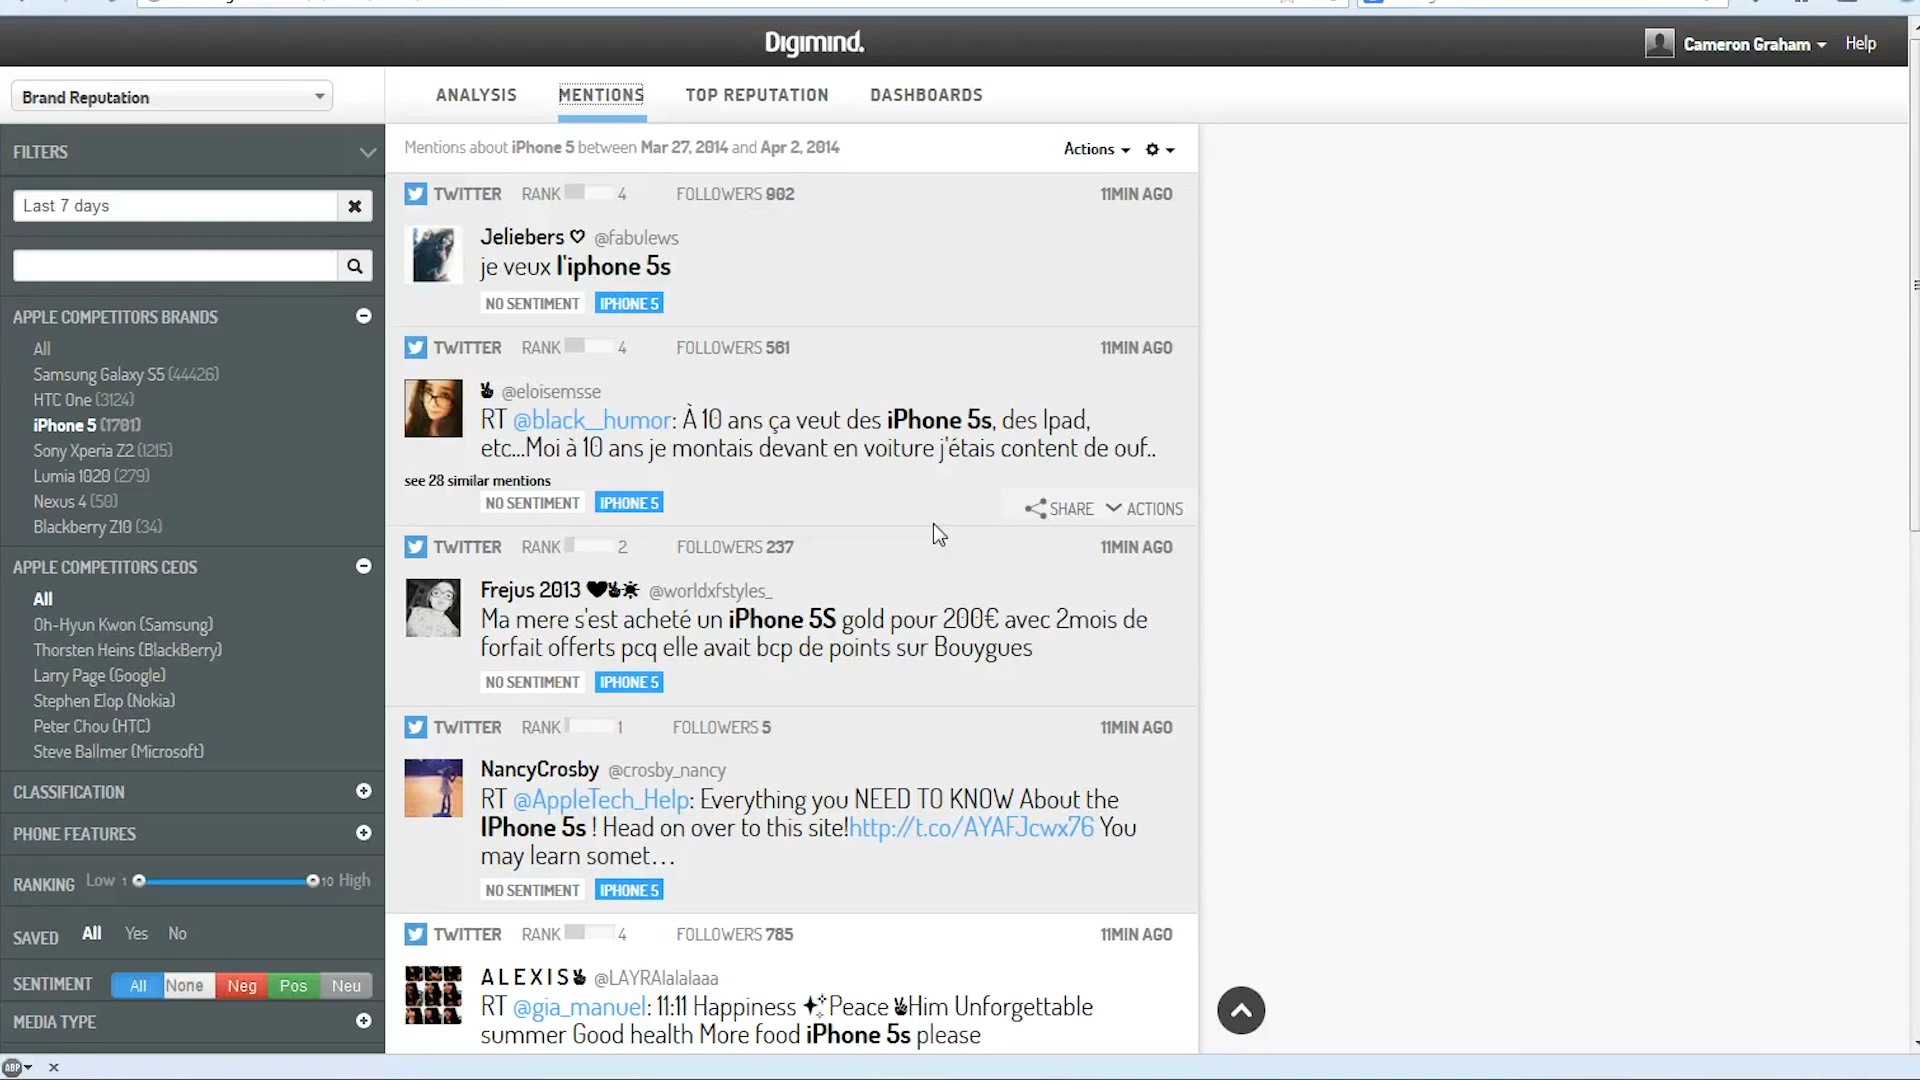 Digimind.
Cameron Graham
Help
Brand Reputation
ANALYSIS
MENTIONS
TOP REPUTATION
DASHBOARDS
FILTERS
Last 7 days
APPLE COMPETITORS BRANDS
All
Samsung Galaxy S5 (44426)
HTC One (3124)
iPhone 5 (1701)
Sony Xperia Z2 (1215)
Lumia 1020 (279)
Nexus 4 (50)
Blackberry Z10 (34)
APPLE COMPETITORS CEOS
All
Oh-Hyun Kwon (Samsung)
Thorsten Heins (BlackBerry)
Larry Page (Google)
Stephen Elop (Nokia)
Peter Chou (HTC)
Steve Ballmer (Microsoft)
CLASSIFICATION
PHONE FEATURES
RANKING Low 1 10 High
SAVED All Yes No
SENTIMENT All None Neg Pos Neu
MEDIA TYPE
ABP
Mentions about iPhone 5 between Mar 27, 2014 and Apr 2, 2014
Actions
TWITTER RANK 4 FOLLOWERS 902 11MIN AGO
Jeliebers ♡ @fabulews
je veux l'iphone 5s
NO SENTIMENT IPHONE 5
TWITTER RANK 4 FOLLOWERS 561 11MIN AGO
✌ @eloisemsse
RT @black__humor: À 10 ans ça veut des iPhone 5s, des Ipad,
etc...Moi à 10 ans je montais devant en voiture j'étais content de ouf..
see 28 similar mentions
NO SENTIMENT IPHONE 5
SHARE ACTIONS
TWITTER RANK 2 FOLLOWERS 237 11MIN AGO
Frejus 2013 ♥✌☀ @worldxfstyles_
Ma mere s'est acheté un iPhone 5S gold pour 200€ avec 2mois de
forfait offerts pcq elle avait bcp de points sur Bouygues
NO SENTIMENT IPHONE 5
TWITTER RANK 1 FOLLOWERS 5 11MIN AGO
NancyCrosby @crosby_nancy
RT @AppleTech_Help: Everything you NEED TO KNOW About the
IPhone 5s ! Head on over to this site!http://t.co/AYAFJcwx76 You
may learn somet…
NO SENTIMENT IPHONE 5
TWITTER RANK 4 FOLLOWERS 785 11MIN AGO
A L E X I S ✌ @LAYRAlalalaaa
RT @gia_manuel: 11:11 Happiness ✨Peace ✌Him Unforgettable
summer Good health More food iPhone 5s please